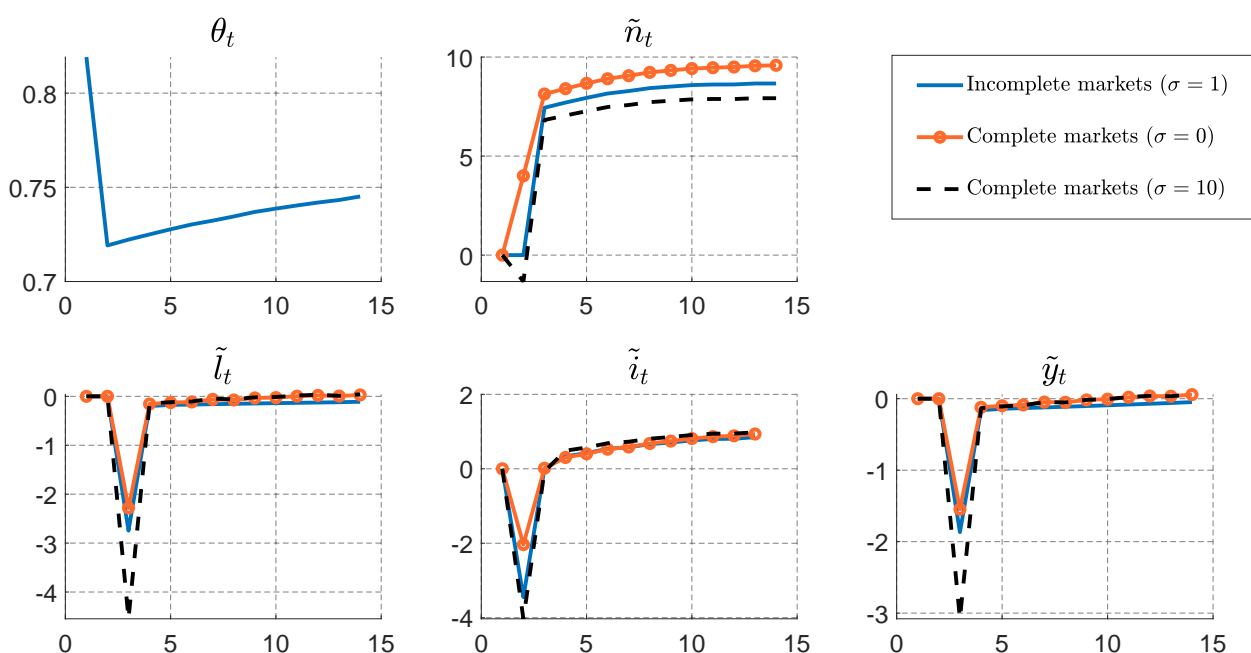 θ_t
0.8
0.75
0.7
0 5 10 15
ñ_t
10
5
0
0 5 10 15
Incomplete markets (σ = 1)
Complete markets (σ = 0)
Complete markets (σ = 10)
l̃_t
0
-1
-2
-3
-4
0 5 10 15
ĩ_t
2
0
-2
-4
0 5 10 15
ỹ_t
0
-1
-2
-3
0 5 10 15